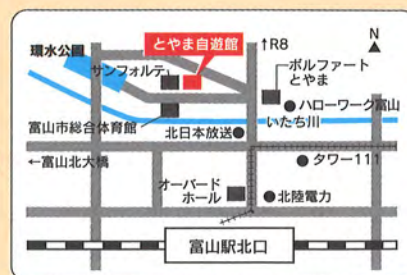 環水公園
とやま自遊館
サンフォルテ
↑R8
N
ボルファート
とやま
ハローワーク富山
いたち川
富山市総合体育館
北日本放送
←富山北大橋
タワー111
オーバード
ホール
北陸電力
富山駅北口